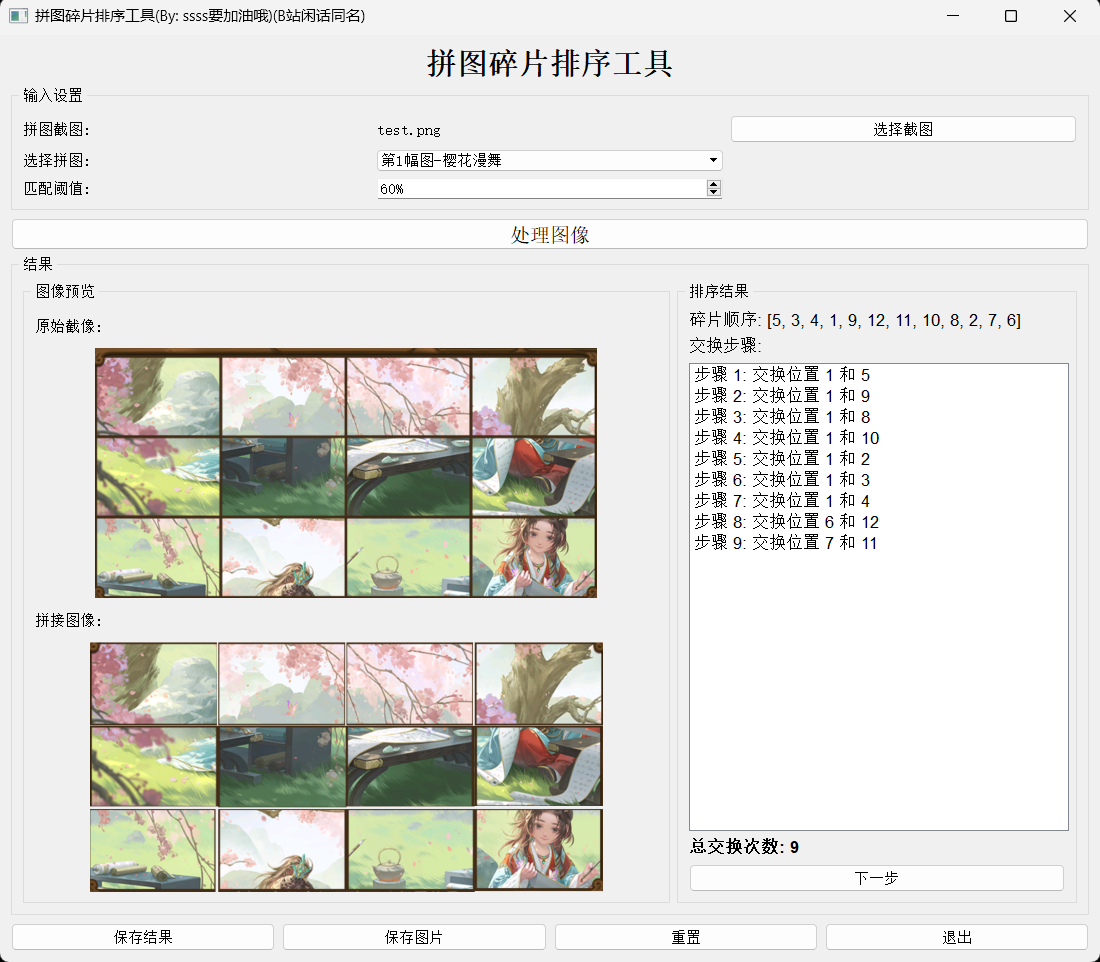 拼图碎片排序工具(By: ssss要加油哦)(B站闲话同名)
拼图碎片排序工具
输入设置
拼图截图: test.png 选择截图
选择拼图: 第1幅图-樱花漫舞
匹配阈值: 60%
处理图像
结果
图像预览
原始截像:
拼接图像:
排序结果
碎片顺序: [5, 3, 4, 1, 9, 12, 11, 10, 8, 2, 7, 6]
交换步骤:
步骤 1: 交换位置 1 和 5
步骤 2: 交换位置 1 和 9
步骤 3: 交换位置 1 和 8
步骤 4: 交换位置 1 和 10
步骤 5: 交换位置 1 和 2
步骤 6: 交换位置 1 和 3
步骤 7: 交换位置 1 和 4
步骤 8: 交换位置 6 和 12
步骤 9: 交换位置 7 和 11
总交换次数: 9
下一步
保存结果 保存图片 重置 退出